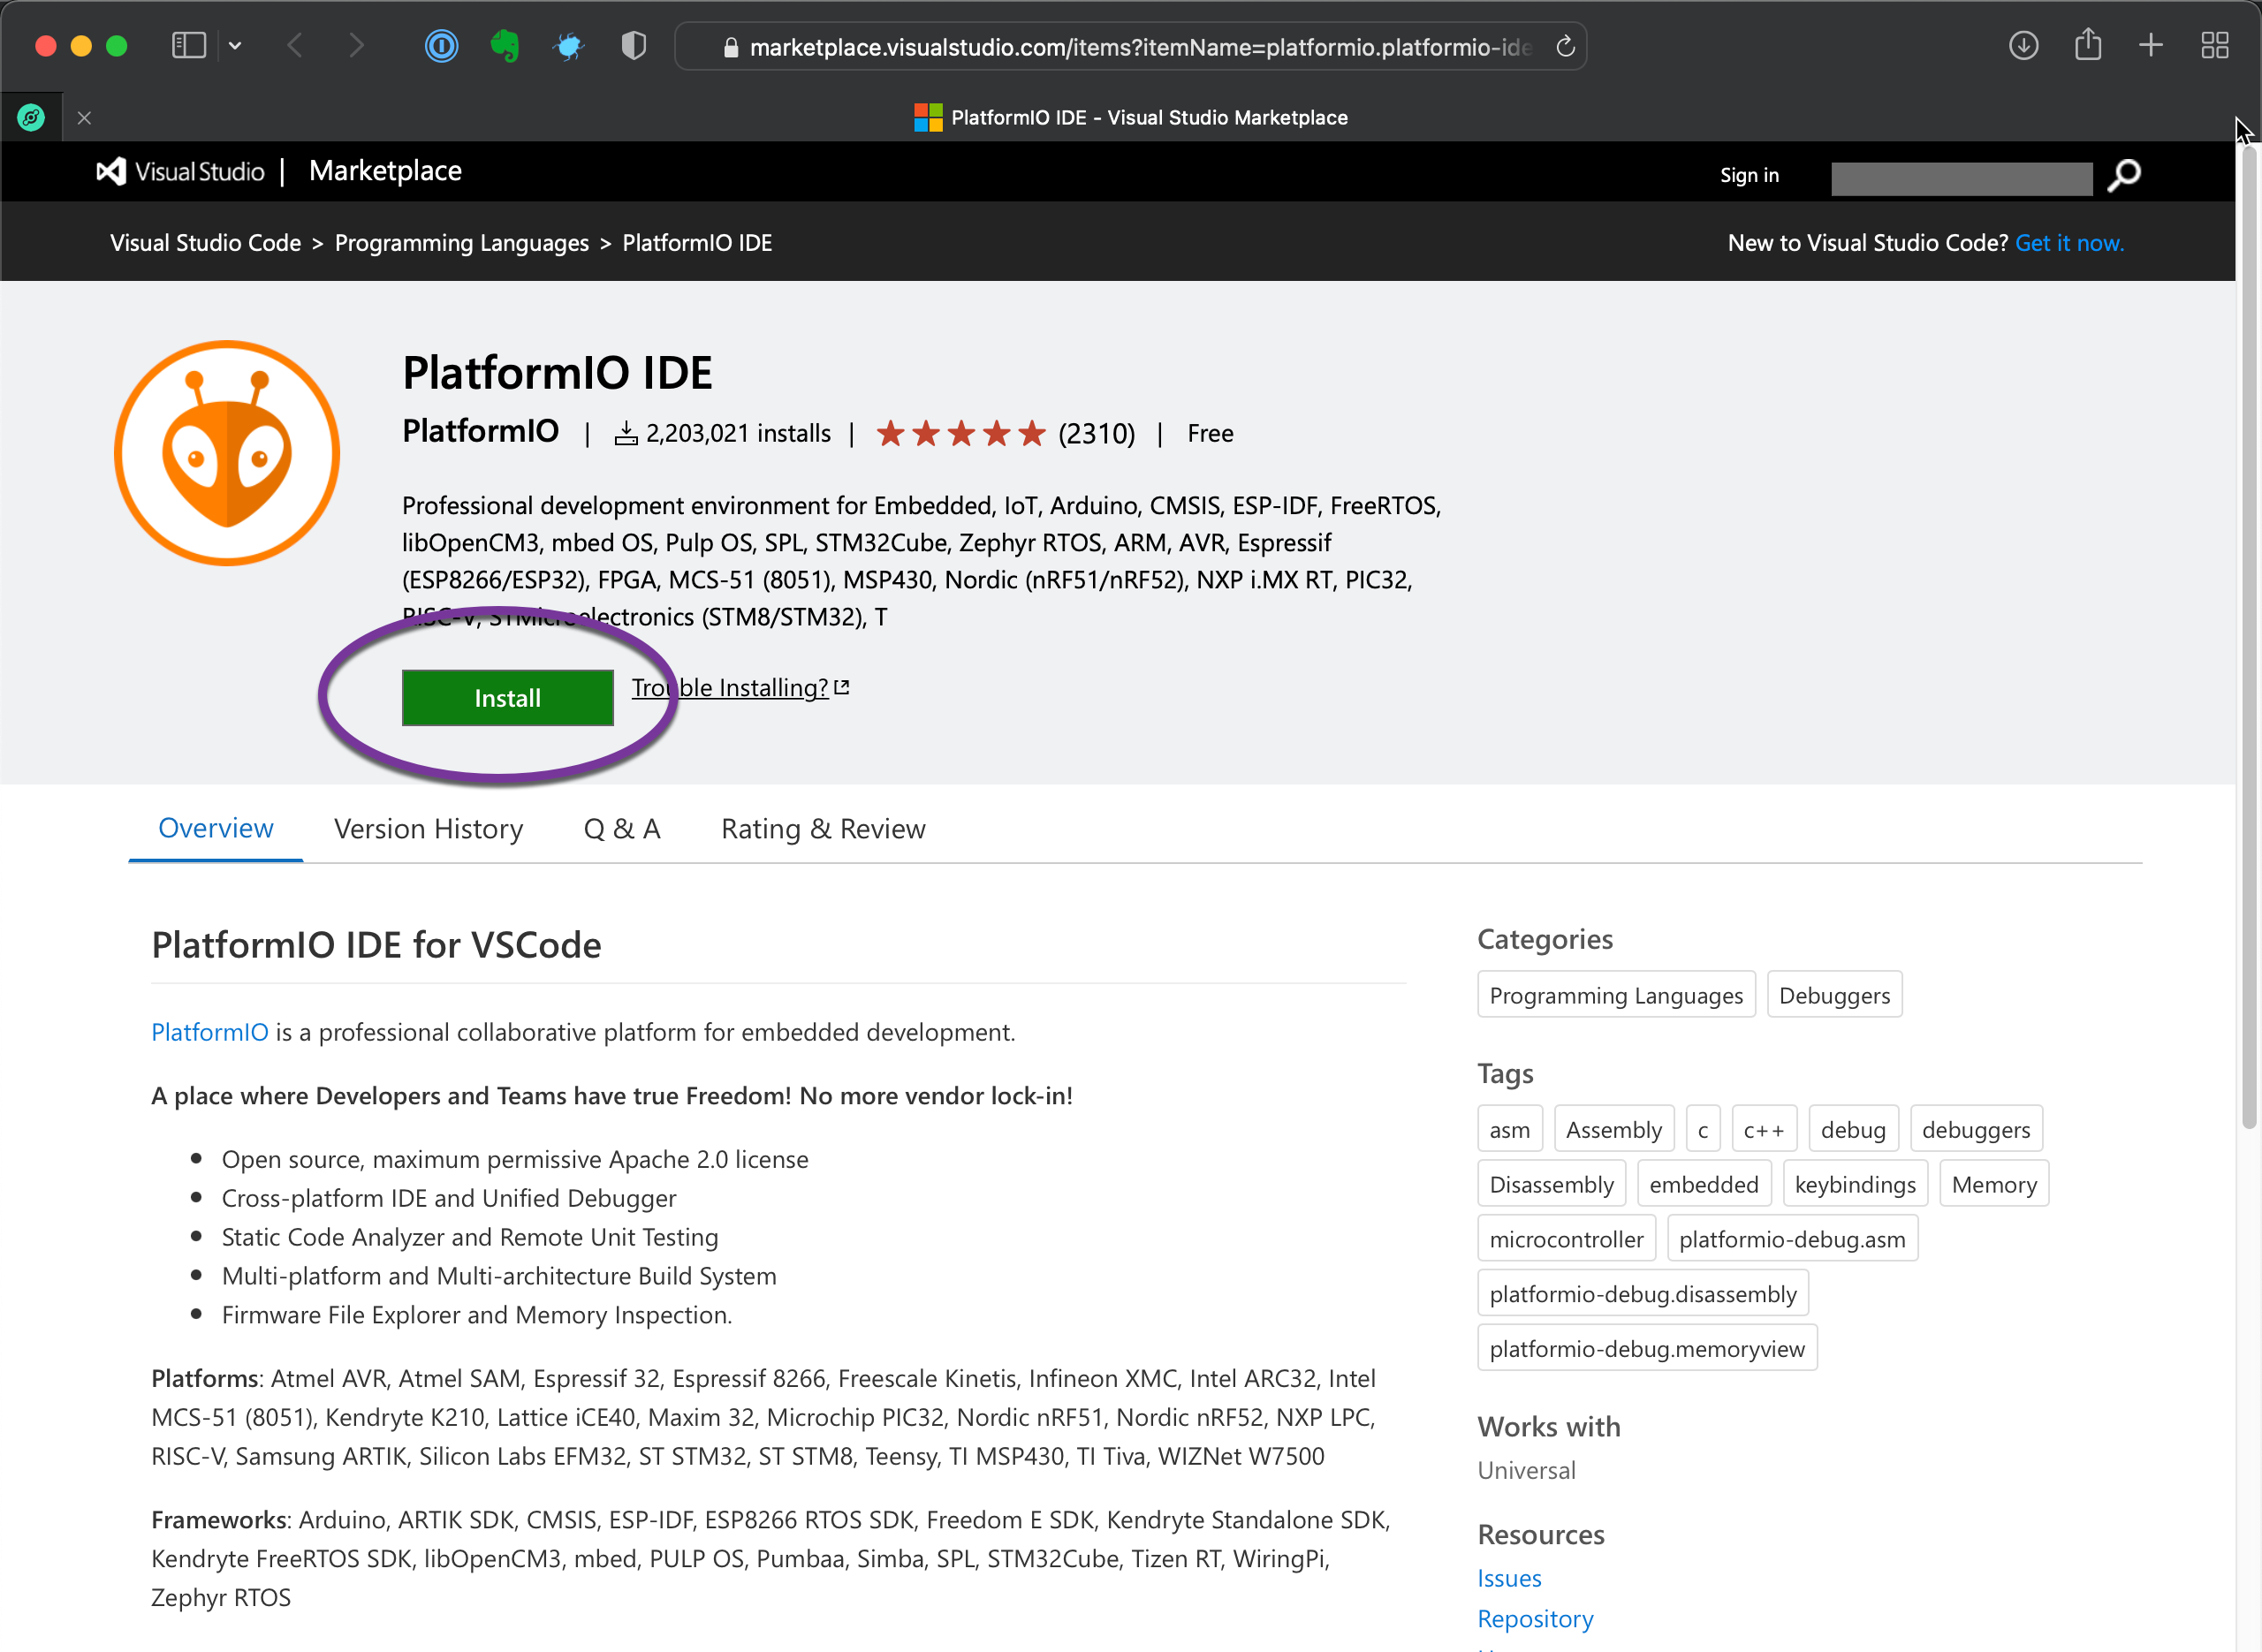 marketplace.visualstudio.com/items?itemName=platformio.platformio-ide
PlatformIO IDE - Visual Studio Marketplace
Visual Studio | Marketplace
Sign in
Visual Studio Code > Programming Languages > PlatformIO IDE
New to Visual Studio Code? Get it now.
PlatformIO IDE
PlatformIO | 2,203,021 installs | (2310) | Free
Professional development environment for Embedded, IoT, Arduino, CMSIS, ESP-IDF, FreeRTOS,
libOpenCM3, mbed OS, Pulp OS, SPL, STM32Cube, Zephyr RTOS, ARM, AVR, Espressif
(ESP8266/ESP32), FPGA, MCS-51 (8051), MSP430, Nordic (nRF51/nRF52), NXP i.MX RT, PIC32,
RISC-V, STMicroelectronics (STM8/STM32), T
Install
Trouble Installing?
Overview
Version History
Q & A
Rating & Review
PlatformIO IDE for VSCode
PlatformIO is a professional collaborative platform for embedded development.
A place where Developers and Teams have true Freedom! No more vendor lock-in!
• Open source, maximum permissive Apache 2.0 license
• Cross-platform IDE and Unified Debugger
• Static Code Analyzer and Remote Unit Testing
• Multi-platform and Multi-architecture Build System
• Firmware File Explorer and Memory Inspection.
Platforms: Atmel AVR, Atmel SAM, Espressif 32, Espressif 8266, Freescale Kinetis, Infineon XMC, Intel ARC32, Intel
MCS-51 (8051), Kendryte K210, Lattice iCE40, Maxim 32, Microchip PIC32, Nordic nRF51, Nordic nRF52, NXP LPC,
RISC-V, Samsung ARTIK, Silicon Labs EFM32, ST STM32, ST STM8, Teensy, TI MSP430, TI Tiva, WIZNet W7500
Frameworks: Arduino, ARTIK SDK, CMSIS, ESP-IDF, ESP8266 RTOS SDK, Freedom E SDK, Kendryte Standalone SDK,
Kendryte FreeRTOS SDK, libOpenCM3, mbed, PULP OS, Pumbaa, Simba, SPL, STM32Cube, Tizen RT, WiringPi,
Zephyr RTOS
Categories
Programming Languages
Debuggers
Tags
asm
Assembly
c
c++
debug
debuggers
Disassembly
embedded
keybindings
Memory
microcontroller
platformio-debug.asm
platformio-debug.disassembly
platformio-debug.memoryview
Works with
Universal
Resources
Issues
Repository